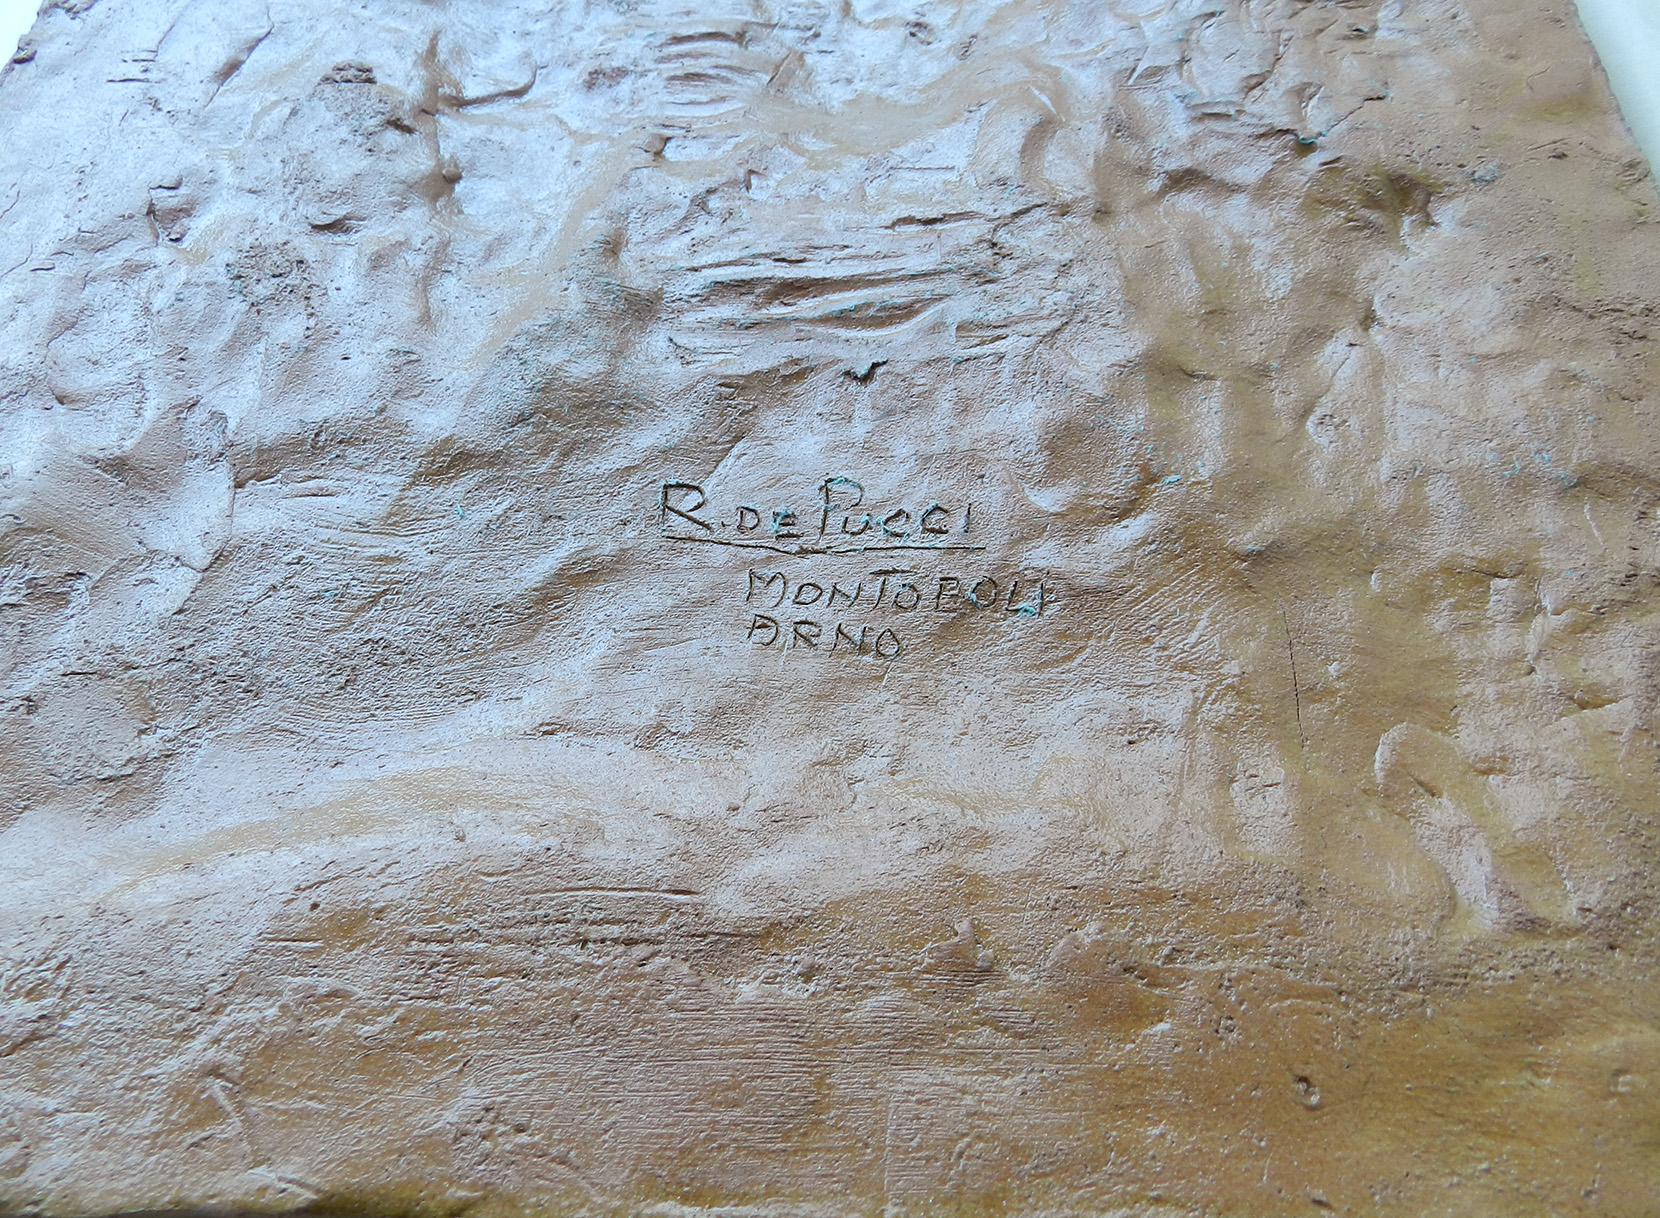 R. DE PUCCI
MONTOPOLI
ARNO